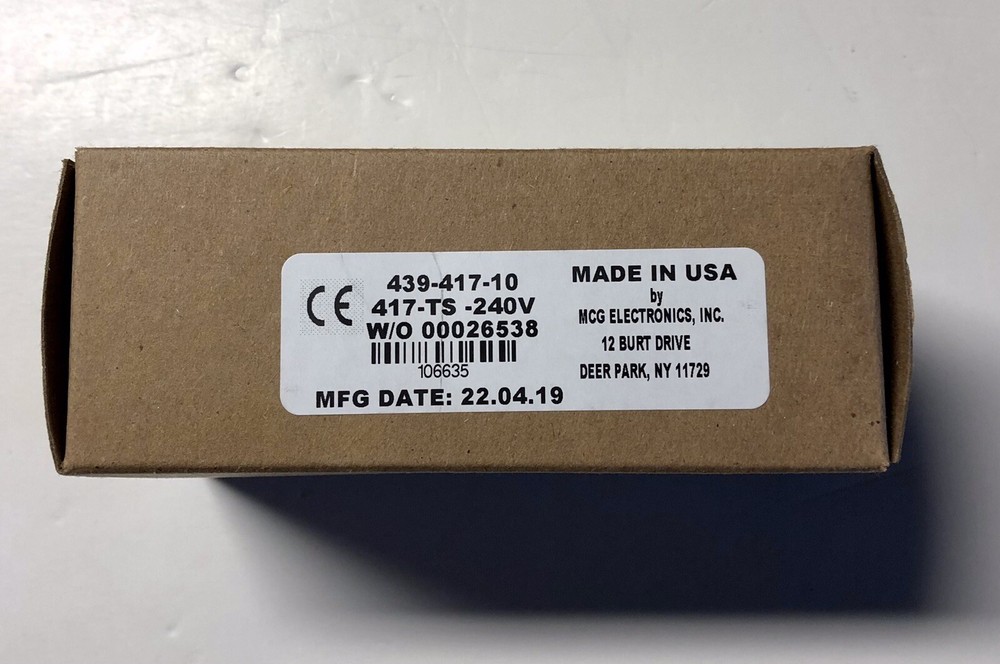 CE
439-417-10
417-TS -240V
W/O 00026538
106635
MFG DATE: 22.04.19
MADE IN USA
by
MCG ELECTRONICS, INC.
12 BURT DRIVE
DEER PARK, NY 11729